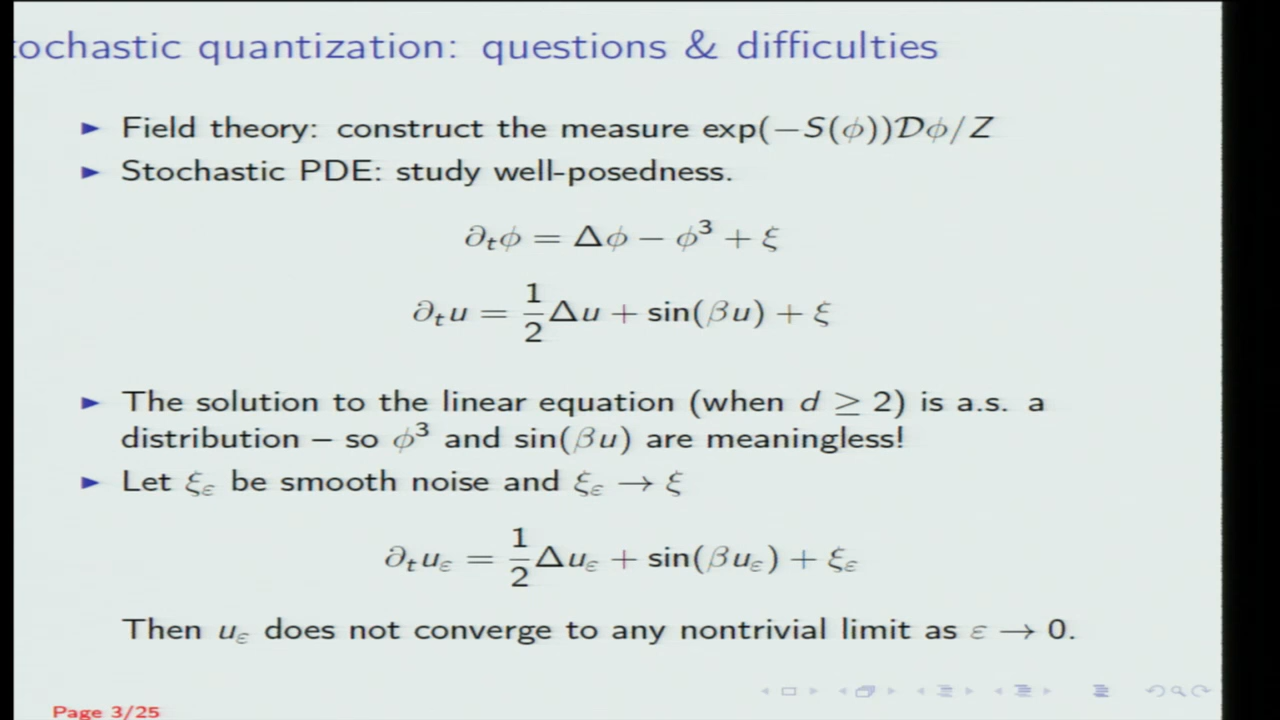 tochastic quantization: questions & difficulties
▶ Field theory: construct the measure exp(−S(ϕ))𝒟ϕ/Z
▶ Stochastic PDE: study well-posedness.
∂ₜϕ = Δϕ − ϕ³ + ξ
∂ₜu = 1/2 Δu + sin(βu) + ξ
▶ The solution to the linear equation (when d ≥ 2) is a.s. a
distribution – so ϕ³ and sin(βu) are meaningless!
▶ Let ξ_ε be smooth noise and ξ_ε → ξ
∂ₜu_ε = 1/2 Δu_ε + sin(βu_ε) + ξ_ε
Then u_ε does not converge to any nontrivial limit as ε → 0.
Page 3/25